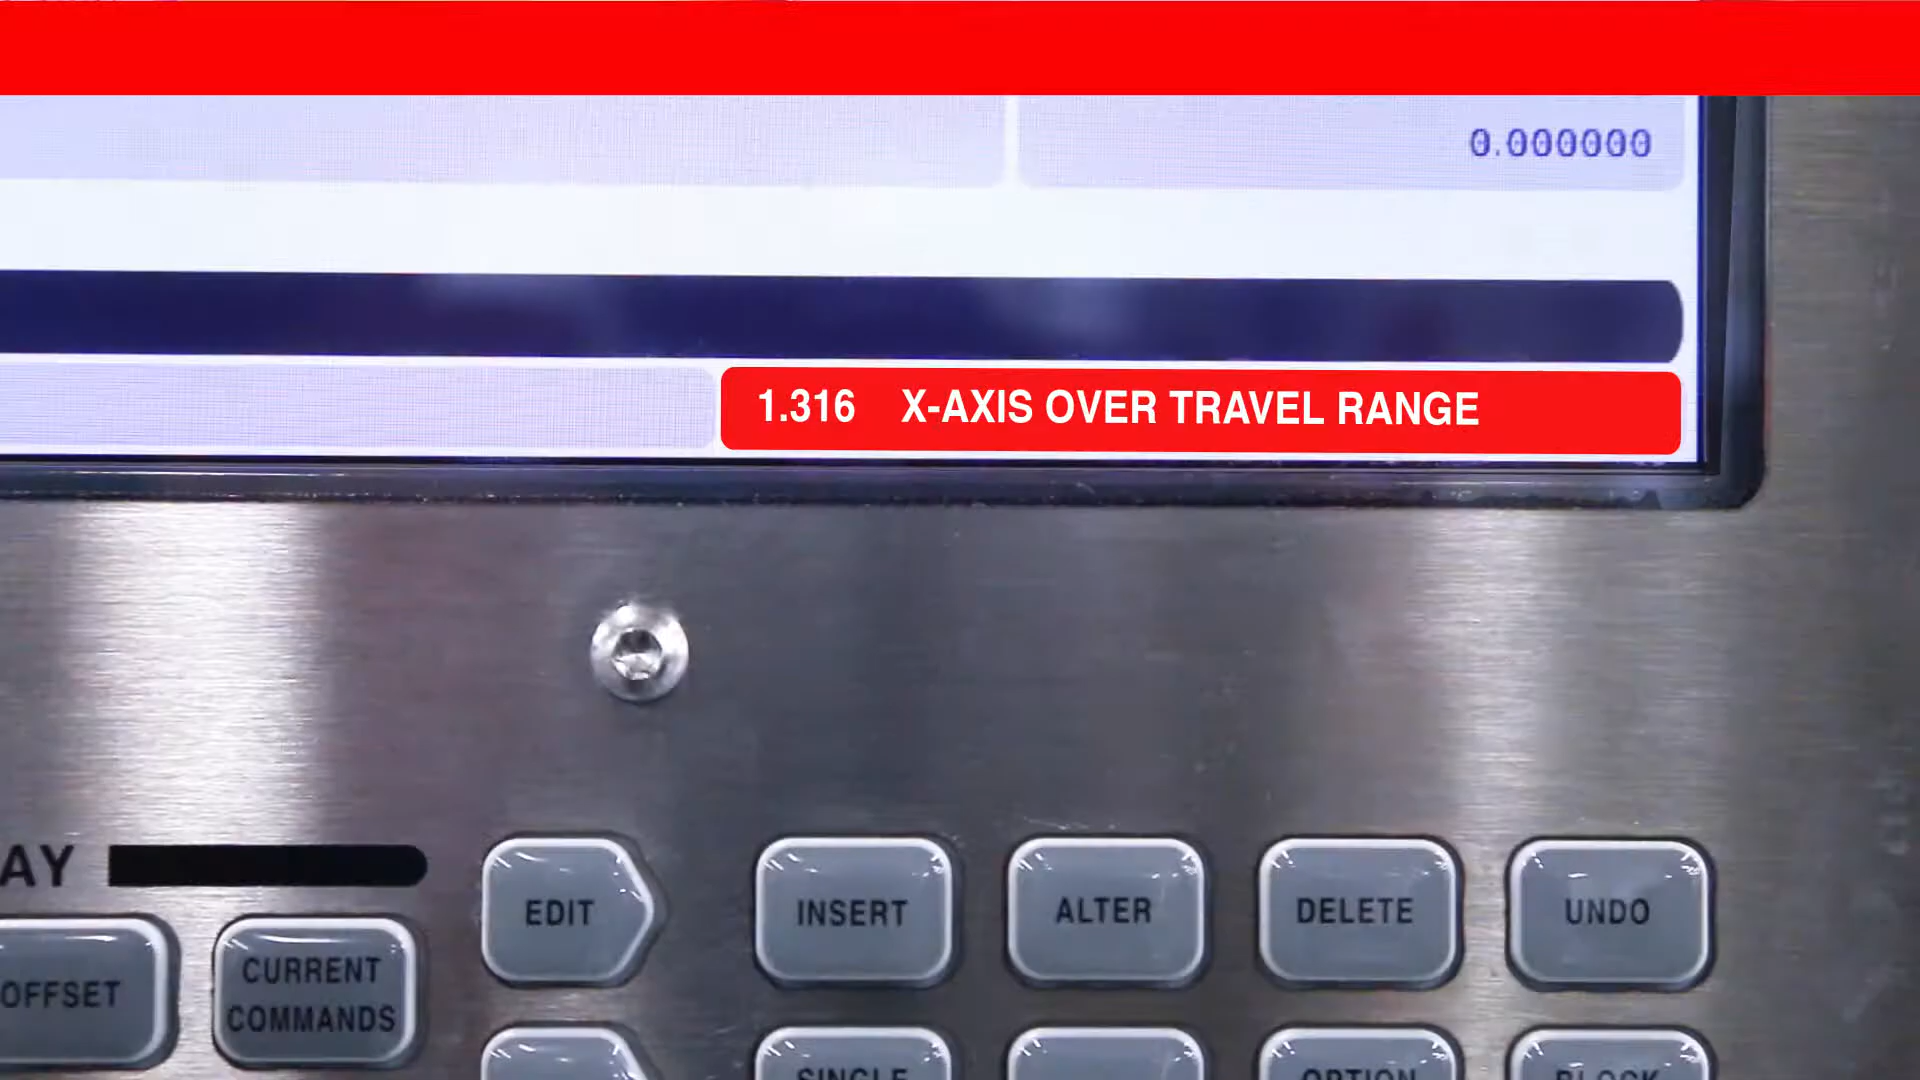 0.000000
1.316 X-AXIS OVER TRAVEL RANGE
AY
EDIT
INSERT
ALTER
DELETE
UNDO
OFFSET
CURRENT
COMMANDS
SINGLE
OPTION
BLOCK